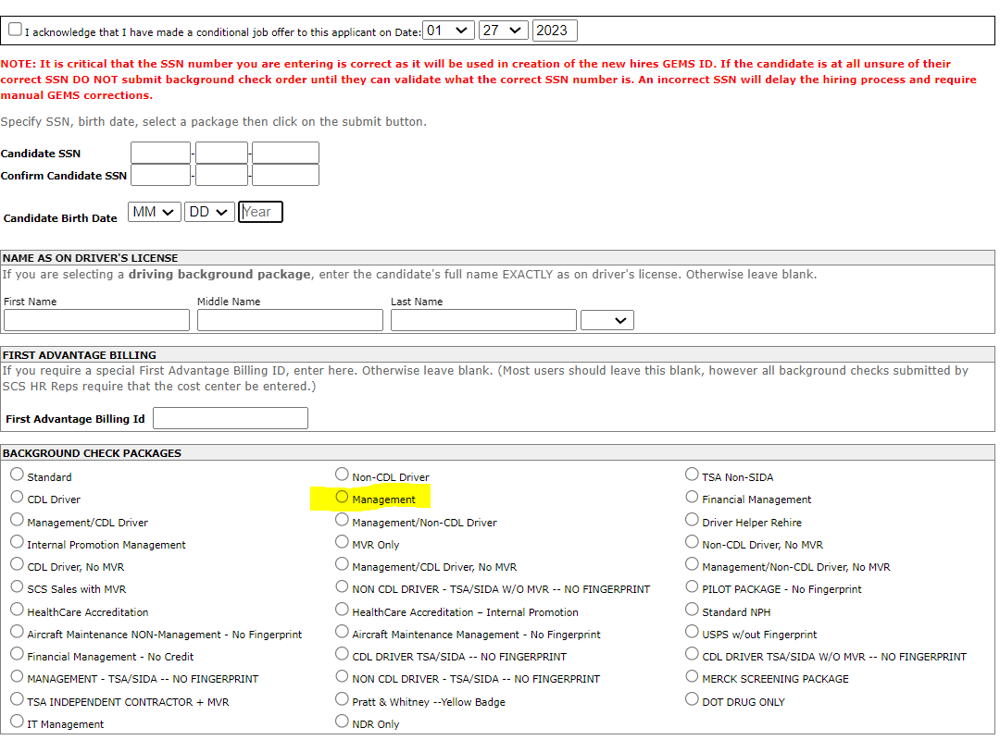 I acknowledge that I have made a conditional job offer to this applicant on Date: 01 27 2023
NOTE: It is critical that the SSN number you are entering is correct as it will be used in creation of the new hires GEMS ID. If the candidate is at all unsure of their
correct SSN DO NOT submit background check order until they can validate what the correct SSN number is. An incorrect SSN will delay the hiring process and require
manual GEMS corrections.
Specify SSN, birth date, select a package then click on the submit button.
Candidate SSN - -
Confirm Candidate SSN - -
Candidate Birth Date MM DD Year
NAME AS ON DRIVER'S LICENSE
If you are selecting a driving background package, enter the candidate's full name EXACTLY as on driver's license. Otherwise leave blank.
First Name Middle Name Last Name
FIRST ADVANTAGE BILLING
If you require a special First Advantage Billing ID, enter here. Otherwise leave blank. (Most users should leave this blank, however all background checks submitted by
SCS HR Reps require that the cost center be entered.)
First Advantage Billing Id
BACKGROUND CHECK PACKAGES
Standard Non-CDL Driver TSA Non-SIDA
CDL Driver Management Financial Management
Management/CDL Driver Management/Non-CDL Driver Driver Helper Rehire
Internal Promotion Management MVR Only Non-CDL Driver, No MVR
CDL Driver, No MVR Management/CDL Driver, No MVR Management/Non-CDL Driver, No MVR
SCS Sales with MVR NON CDL DRIVER - TSA/SIDA W/O MVR -- NO FINGERPRINT PILOT PACKAGE - No Fingerprint
HealthCare Accreditation HealthCare Accreditation – Internal Promotion Standard NPH
Aircraft Maintenance NON-Management - No Fingerprint Aircraft Maintenance Management - No Fingerprint USPS w/out Fingerprint
Financial Management - No Credit CDL DRIVER TSA/SIDA -- NO FINGERPRINT CDL DRIVER TSA/SIDA W/O MVR -- NO FINGERPRINT
MANAGEMENT - TSA/SIDA -- NO FINGERPRINT NON CDL DRIVER - TSA/SIDA -- NO FINGERPRINT MERCK SCREENING PACKAGE
TSA INDEPENDENT CONTRACTOR + MVR Pratt & Whitney --Yellow Badge DOT DRUG ONLY
IT Management NDR Only